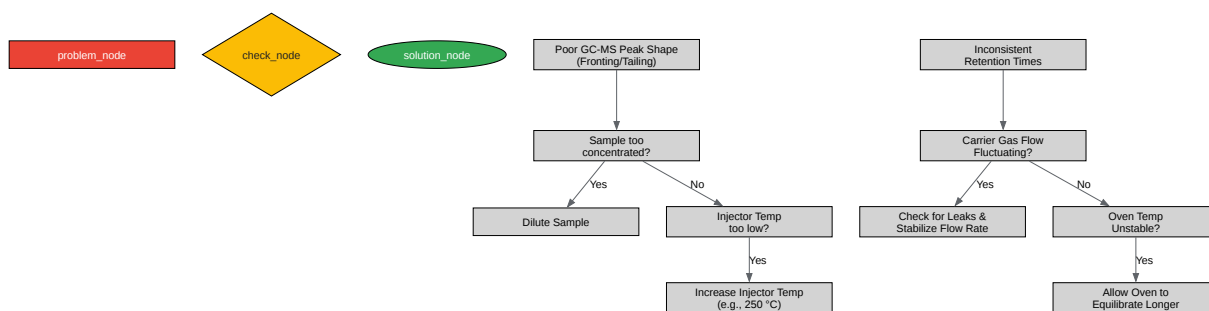 problem_node
check_node
solution_node
Poor GC-MS Peak Shape
(Fronting/Tailing)
Inconsistent
Retention Times
Sample too
concentrated?
Carrier Gas Flow
Fluctuating?
Yes
No
Yes
No
Dilute Sample
Injector Temp
too low?
Check for Leaks &
Stabilize Flow Rate
Oven Temp
Unstable?
Yes
Yes
Increase Injector Temp
(e.g., 250 °C)
Allow Oven to
Equilibrate Longer